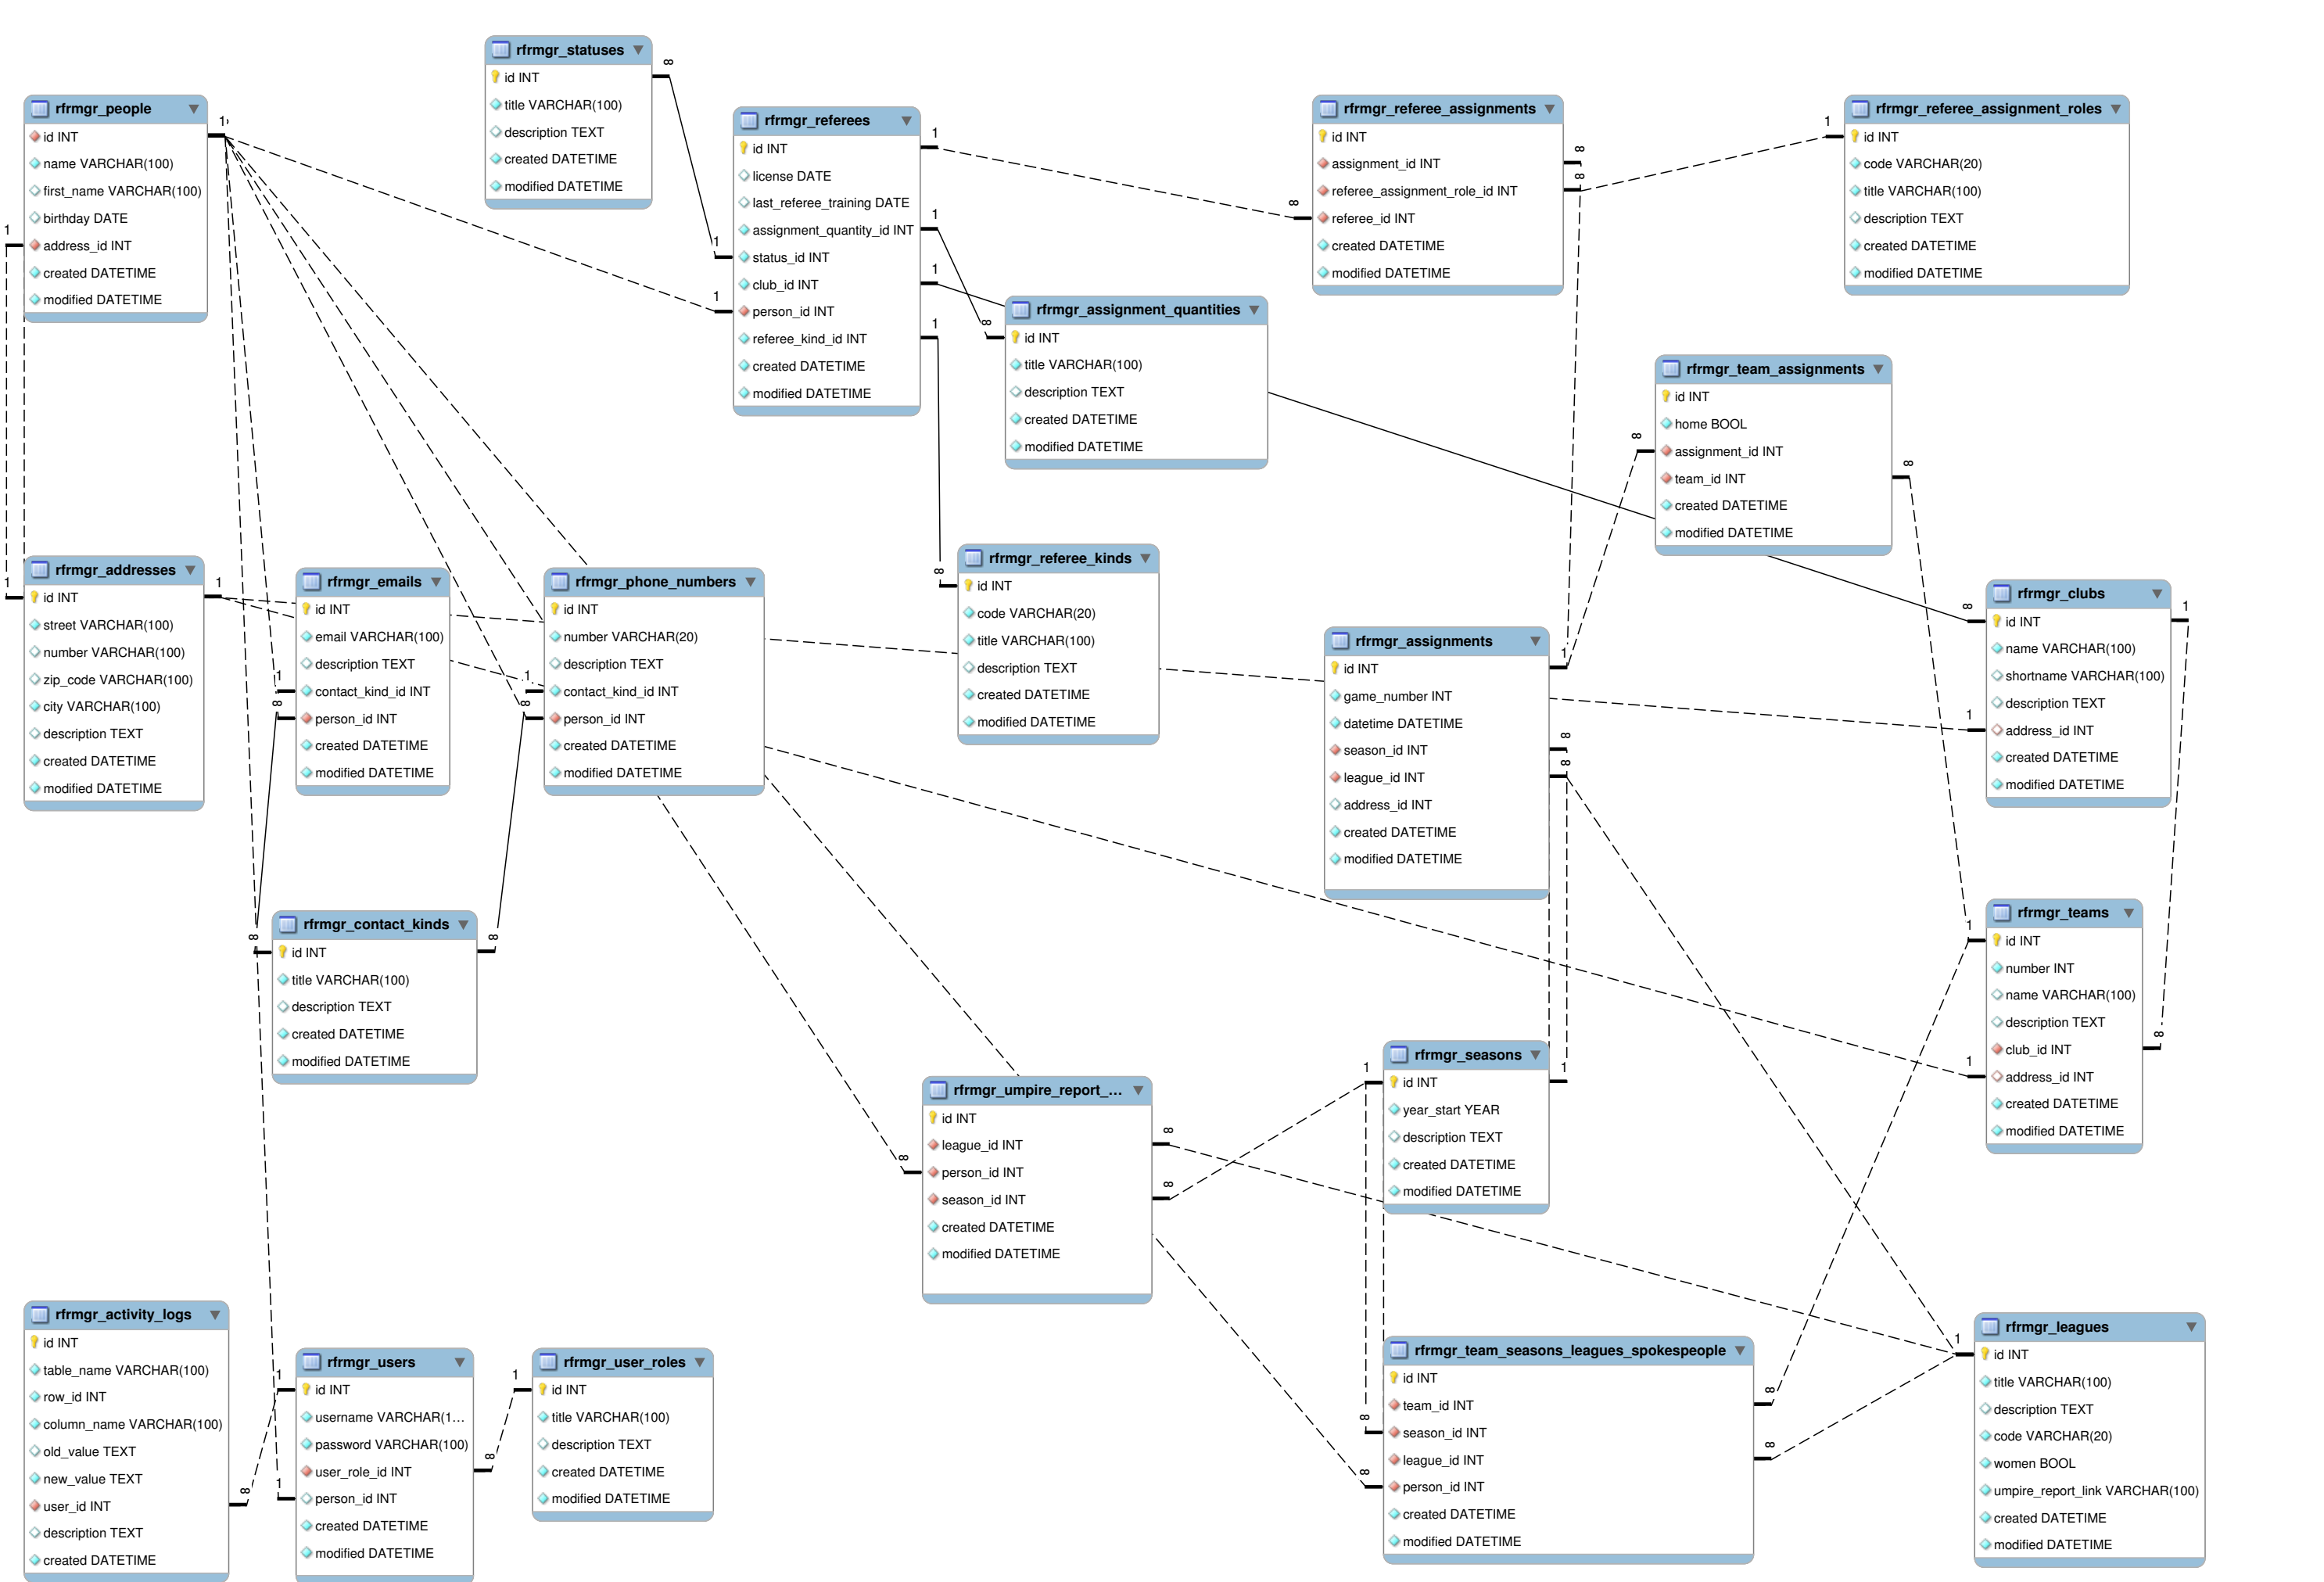 rfrmgr_statuses
id INT
title VARCHAR(100)
description TEXT
created DATETIME
modified DATETIME
rfrmgr_people
id INT
name VARCHAR(100)
first_name VARCHAR(100)
birthday DATE
address_id INT
created DATETIME
modified DATETIME
rfrmgr_referees
id INT
license DATE
last_referee_training DATE
assignment_quantity_id INT
status_id INT
club_id INT
person_id INT
referee_kind_id INT
created DATETIME
modified DATETIME
rfrmgr_referee_assignments
id INT
assignment_id INT
referee_assignment_role_id INT
referee_id INT
created DATETIME
modified DATETIME
rfrmgr_referee_assignment_roles
id INT
code VARCHAR(20)
title VARCHAR(100)
description TEXT
created DATETIME
modified DATETIME
rfrmgr_assignment_quantities
id INT
title VARCHAR(100)
description TEXT
created DATETIME
modified DATETIME
rfrmgr_team_assignments
id INT
home BOOL
assignment_id INT
team_id INT
created DATETIME
modified DATETIME
rfrmgr_addresses
id INT
street VARCHAR(100)
number VARCHAR(100)
zip_code VARCHAR(100)
city VARCHAR(100)
description TEXT
created DATETIME
modified DATETIME
rfrmgr_emails
id INT
email VARCHAR(100)
description TEXT
contact_kind_id INT
person_id INT
created DATETIME
modified DATETIME
rfrmgr_phone_numbers
id INT
number VARCHAR(20)
description TEXT
contact_kind_id INT
person_id INT
created DATETIME
modified DATETIME
rfrmgr_referee_kinds
id INT
code VARCHAR(20)
title VARCHAR(100)
description TEXT
created DATETIME
modified DATETIME
rfrmgr_assignments
id INT
game_number INT
datetime DATETIME
season_id INT
league_id INT
address_id INT
created DATETIME
modified DATETIME
rfrmgr_clubs
id INT
name VARCHAR(100)
shortname VARCHAR(100)
description TEXT
address_id INT
created DATETIME
modified DATETIME
rfrmgr_contact_kinds
id INT
title VARCHAR(100)
description TEXT
created DATETIME
modified DATETIME
rfrmgr_teams
id INT
number INT
name VARCHAR(100)
description TEXT
club_id INT
address_id INT
created DATETIME
modified DATETIME
rfrmgr_umpire_report_...
id INT
league_id INT
person_id INT
season_id INT
created DATETIME
modified DATETIME
rfrmgr_seasons
id INT
year_start YEAR
description TEXT
created DATETIME
modified DATETIME
rfrmgr_activity_logs
id INT
table_name VARCHAR(100)
row_id INT
column_name VARCHAR(100)
old_value TEXT
new_value TEXT
user_id INT
description TEXT
created DATETIME
rfrmgr_users
id INT
username VARCHAR(1...
password VARCHAR(100)
user_role_id INT
person_id INT
created DATETIME
modified DATETIME
rfrmgr_user_roles
id INT
title VARCHAR(100)
description TEXT
created DATETIME
modified DATETIME
rfrmgr_team_seasons_leagues_spokespeople
id INT
team_id INT
season_id INT
league_id INT
person_id INT
created DATETIME
modified DATETIME
rfrmgr_leagues
id INT
title VARCHAR(100)
description TEXT
code VARCHAR(20)
women BOOL
umpire_report_link VARCHAR(100)
created DATETIME
modified DATETIME